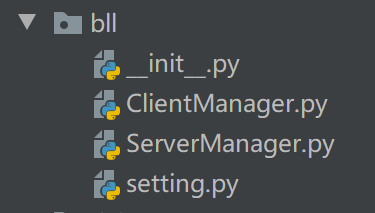 bll
__init__.py
ClientManager.py
ServerManager.py
setting.py